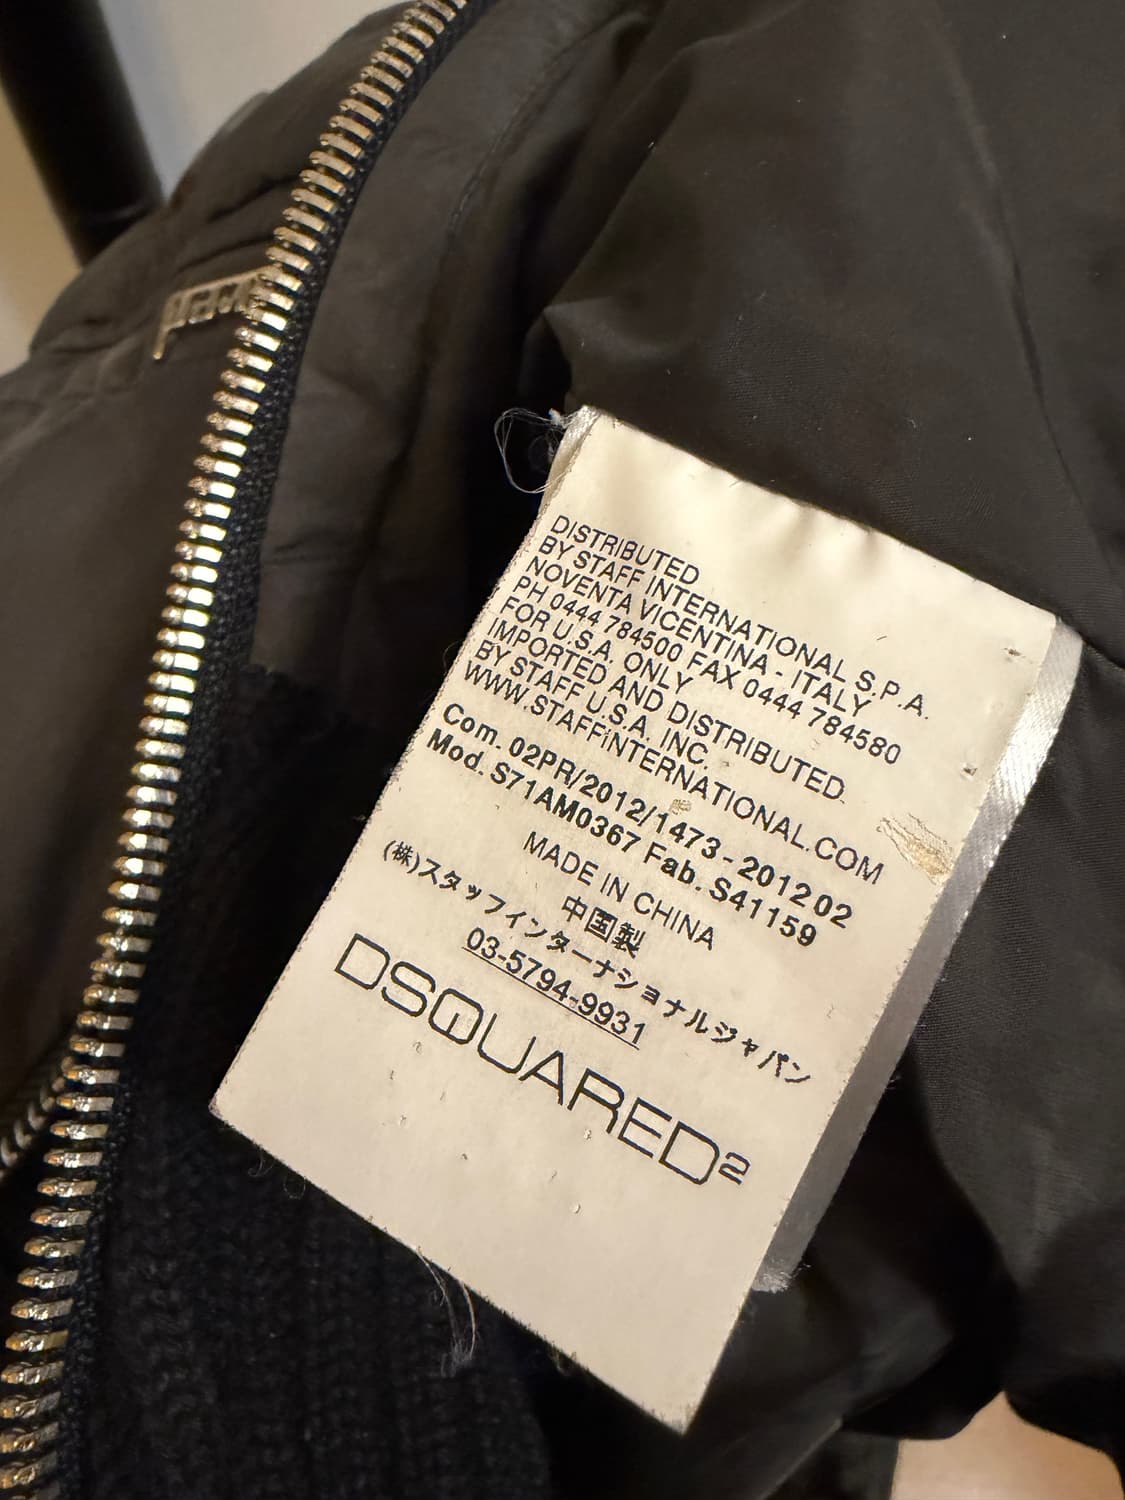 DISTRIBUTED
BY STAFF INTERNATIONAL S.P.A.
NOVENTA VICENTINA - ITALY
PH 0444 784500 FAX 0444 784580
FOR U.S.A. ONLY
IMPORTED AND DISTRIBUTED
BY STAFF U.S.A. INC.
WWW.STAFFiNTERNATIONAL.COM
Com. 02PR/2012/1473 - 201202
Mod. S71AM0367 Fab. S41159
MADE IN CHINA
中国製
(株)スタッフインターナショナルジャパン
03-5794-9931
DSQUARED2